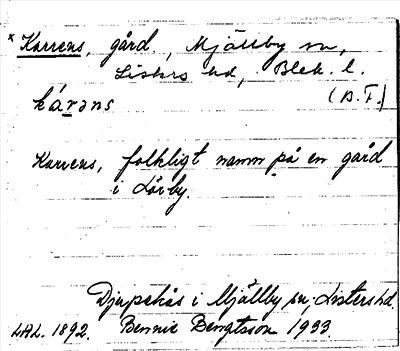 * Karrens, gård., Mjällby sn,
Listers hd, Blek. l.
kárəns (B.F.)
Karrens, folkligt namn på en gård
i Lörby.
Djupekås i Mjällby sn, Listers hd.
LAL. 1892. Bennie Bengtsson 1933.